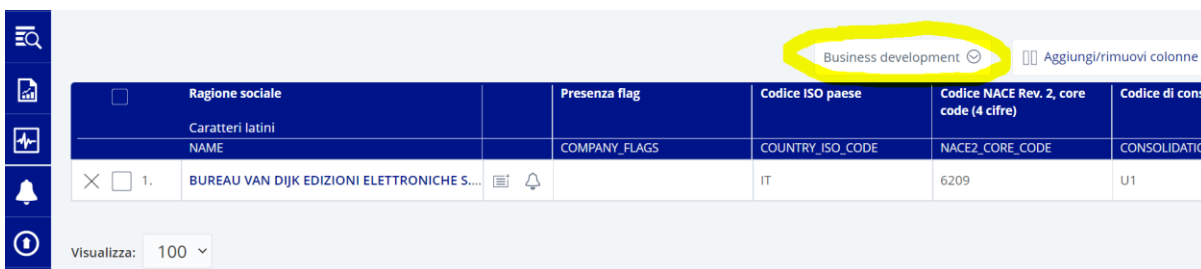 Business development
Aggiungi/rimuovi colonne
Ragione sociale
Caratteri latini
NAME
Presenza flag
COMPANY_FLAGS
Codice ISO paese
COUNTRY_ISO_CODE
Codice NACE Rev. 2, core
code (4 cifre)
NACE2_CORE_CODE
Codice di cons
CONSOLIDATIO
1.
BUREAU VAN DIJK EDIZIONI ELETTRONICHE S....
IT
6209
U1
Visualizza:
100